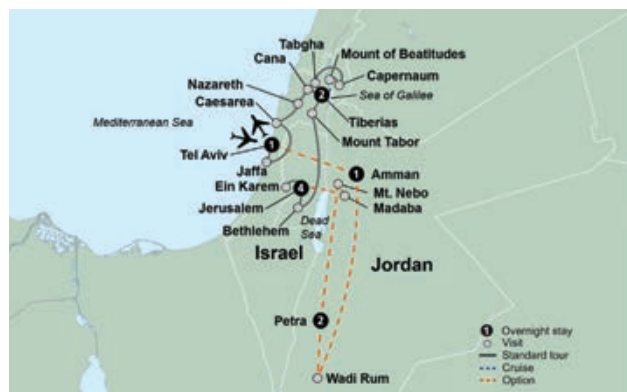 Tabgha
Mount of Beatitudes
Cana
Capernaum
Nazareth
2
Sea of Galilee
Caesarea
Tiberias
Mediterranean Sea
Mount Tabor
1
Tel Aviv
1
Amman
Jaffa
Ein Karem
4
Mt. Nebo
Jerusalem
Madaba
Bethlehem
Dead
Sea
Israel
Jordan
Petra
2
1 Overnight stay
Visit
Standard tour
Cruise
Option
Wadi Rum